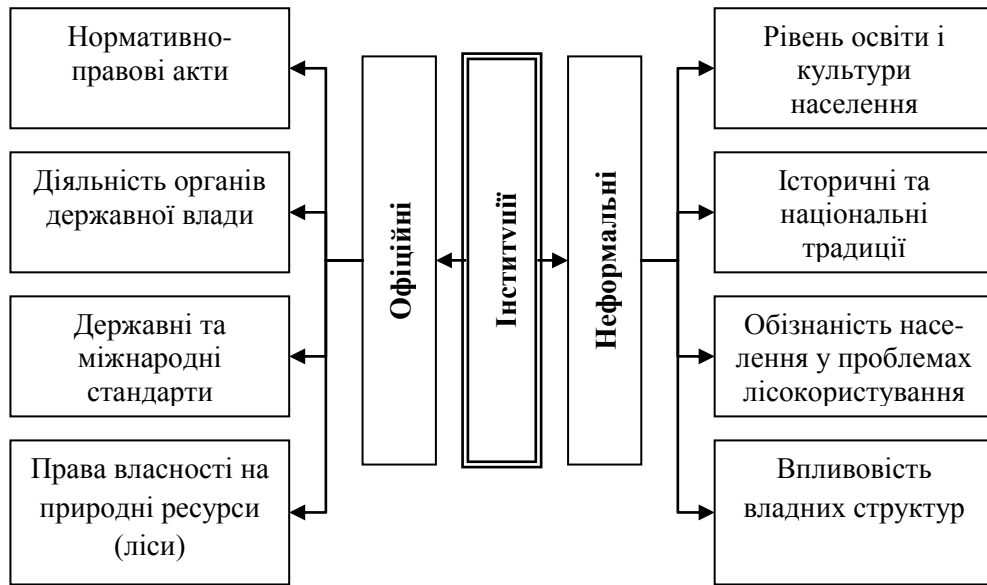 Нормативно-
правові акти
Діяльність органів
державної влади
Державні та
міжнародні
стандарти
Права власності на
природні ресурси
(ліси)
Офіційні
Інституції
Неформальні
Рівень освіти і
культури
населення
Історичні та
національні
традиції
Обізнаність насе-
лення у проблемах
лісокористування
Впливовість
владних структур